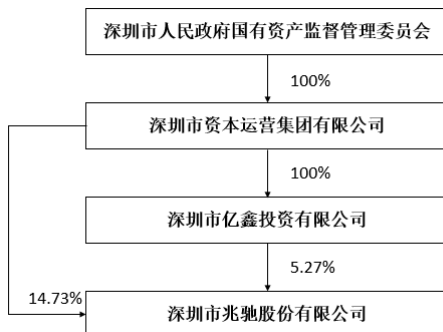 深圳市人民政府国有资产监督管理委员会
100%
深圳市资本运营集团有限公司
100%
深圳市亿鑫投资有限公司
5.27%
14.73%
深圳市兆驰股份有限公司